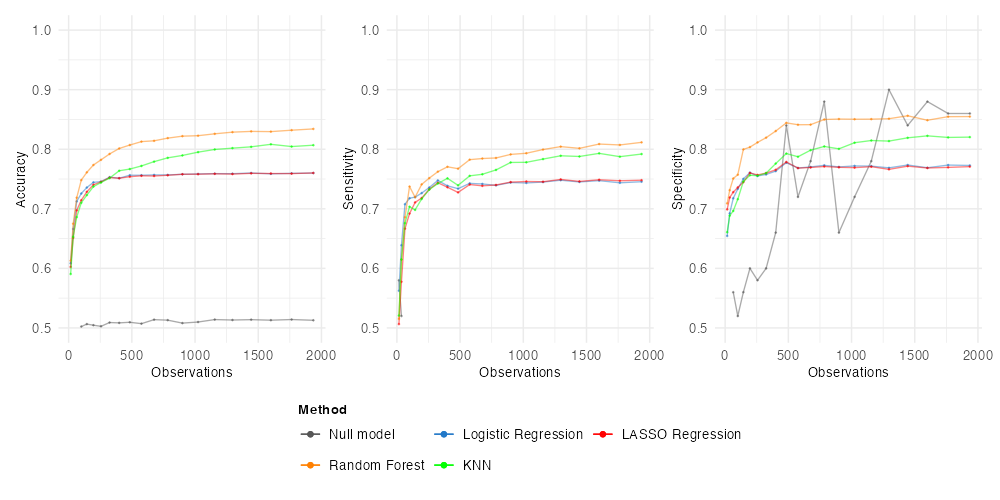 1.0 1.0 1.0
0.9 0.9 0.9
0.8 0.8 0.8
0.7 0.7 0.7
0.6 0.6 0.6
0.5 0.5 0.5
Accuracy
Sensitivity
Specificity
0 500 1000 1500 2000 0 500 1000 1500 2000 0 500 1000 1500 2000
Observations Observations Observations
Method
Null model Logistic Regression LASSO Regression
Random Forest KNN